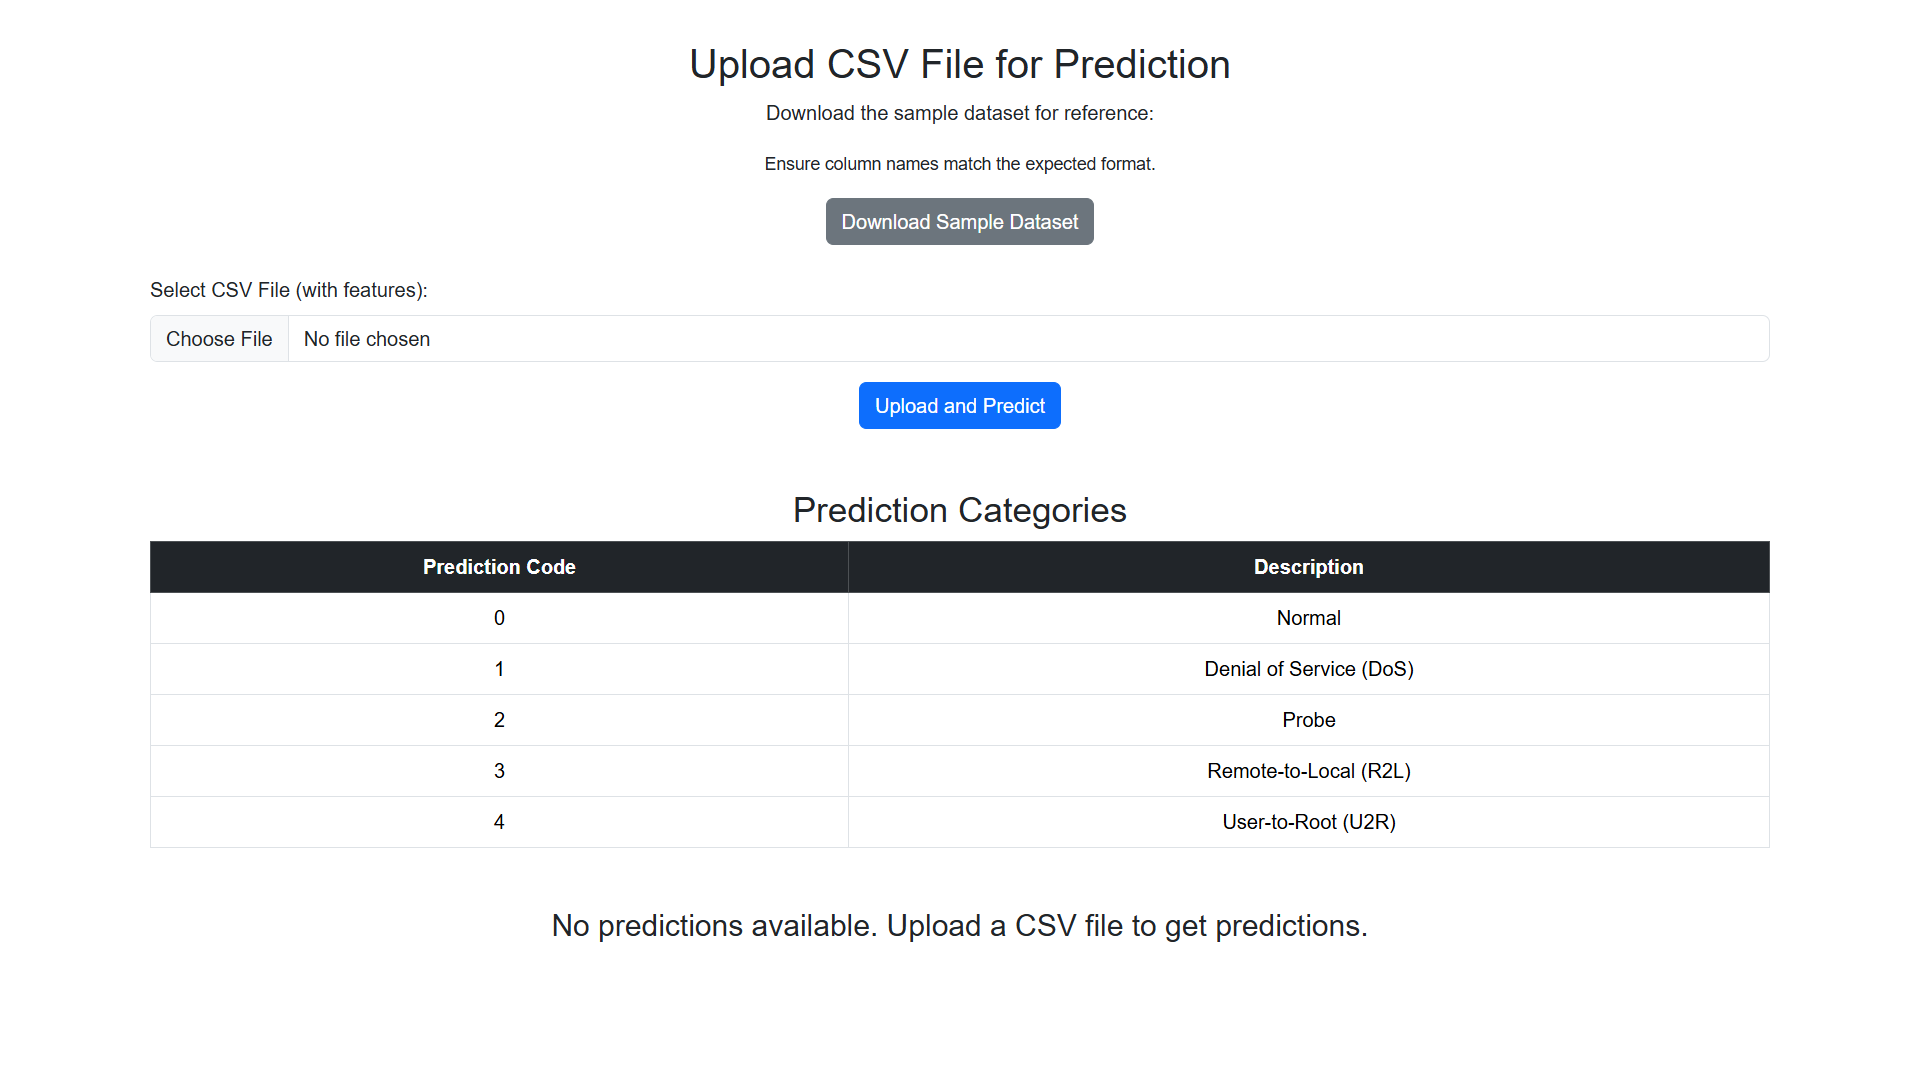 Upload CSV File for Prediction
Download the sample dataset for reference:
Ensure column names match the expected format.
Download Sample Dataset
Select CSV File (with features):
Choose File No file chosen
Upload and Predict
Prediction Categories
Prediction Code Description
0 Normal
1 Denial of Service (DoS)
2 Probe
3 Remote-to-Local (R2L)
4 User-to-Root (U2R)
No predictions available. Upload a CSV file to get predictions.